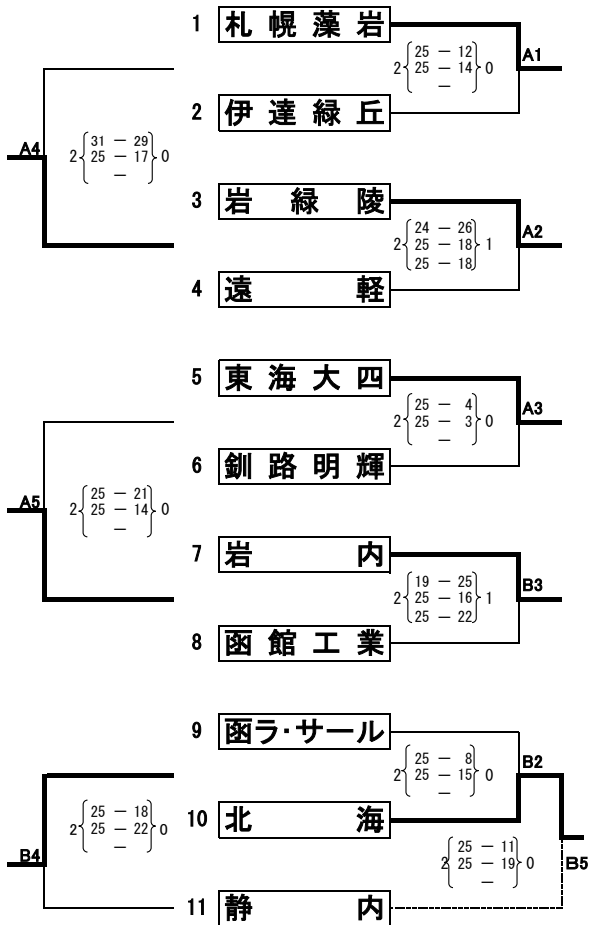 1 札幌藻岩
25 － 12
2 25 － 14 0
－
A1
2 伊達緑丘
A4
31 － 29
2 25 － 17 0
－
3 岩緑陵
24 － 26
2 25 － 18 1
25 － 18
A2
4 遠軽
5 東海大四
25 － 4
2 25 － 3 0
－
A3
6 釧路明輝
A5
25 － 21
2 25 － 14 0
－
7 岩内
19 － 25
2 25 － 16 1
25 － 22
B3
8 函館工業
9 函ラ・サール
25 － 8
2 25 － 15 0
－
B2
10 北海
B4
25 － 18
2 25 － 22 0
－
25 － 11
2 25 － 19 0
－
B5
11 静内